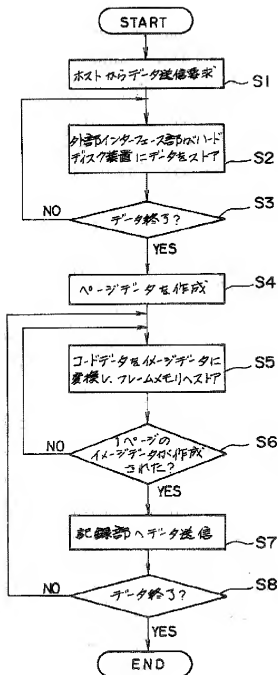 START
ホストからデータ送信要求
S1
外部インターフェース部がハード
ディスク装置にデータをストア
S2
データ終了?
S3
NO
YES
ページデータを作成
S4
コードデータをイメージデータに
変換し、フレームメモリへストア
S5
1ページの
イメージデータが作成
された?
S6
NO
YES
記録部へデータ送信
S7
データ終了?
S8
NO
YES
END